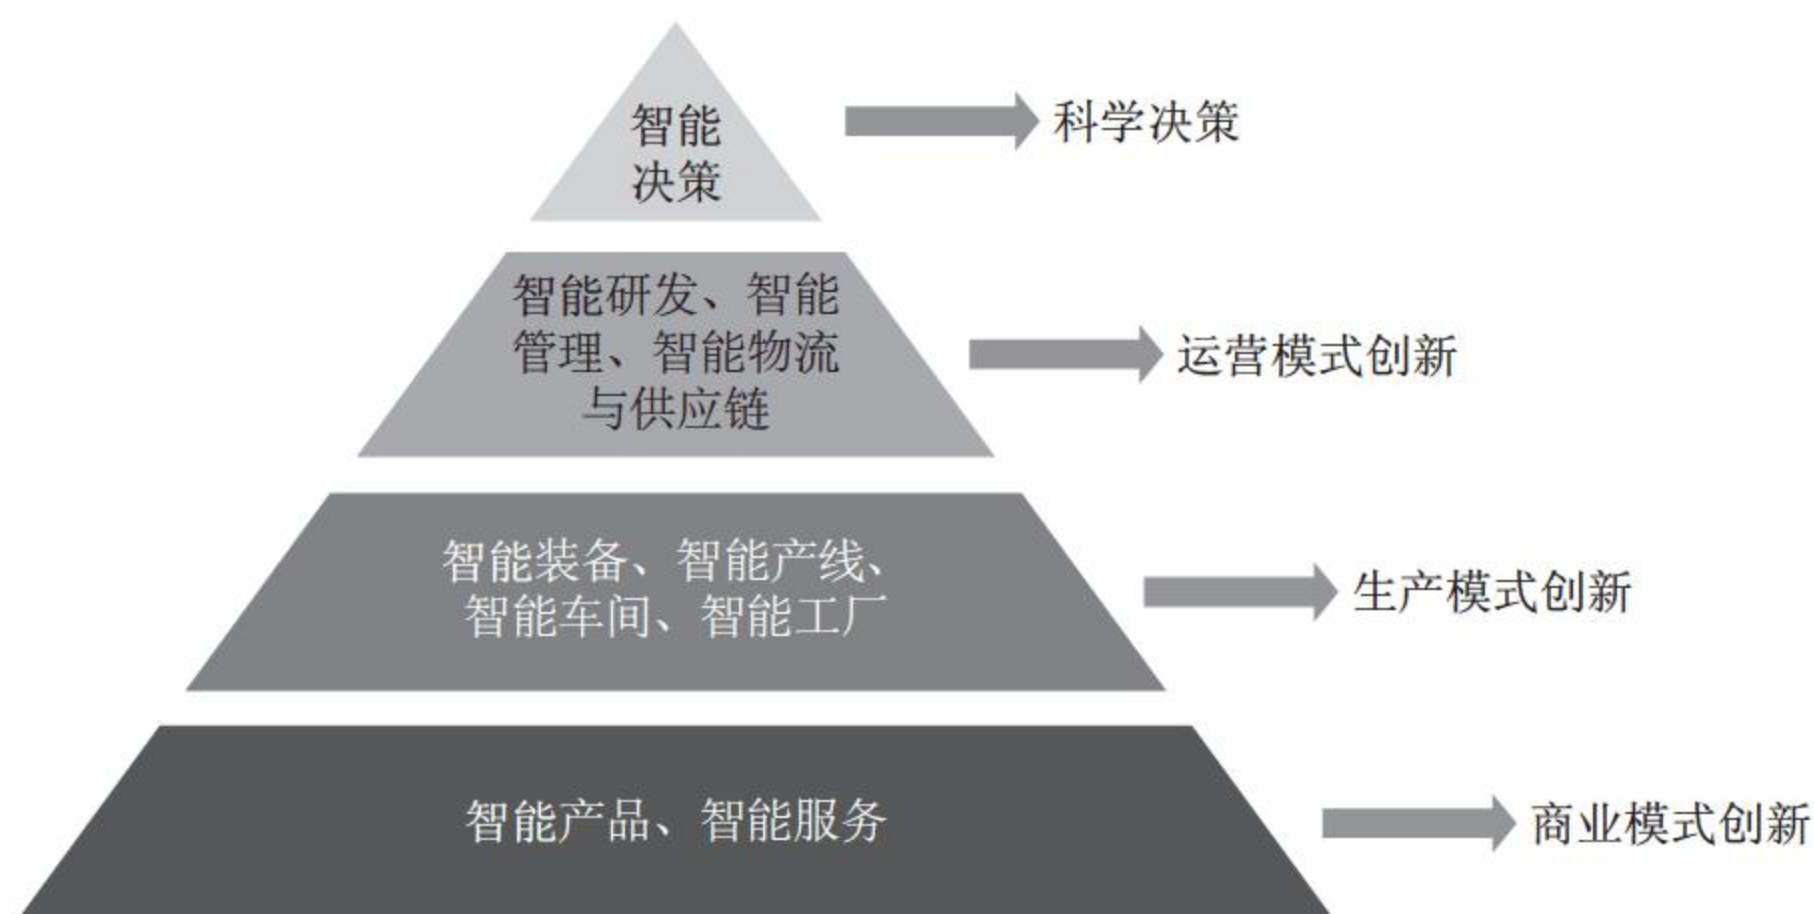 智能
决策
科学决策
智能研发、智能
管理、智能物流
与供应链
运营模式创新
智能装备、智能产线、
智能车间、智能工厂
生产模式创新
智能产品、智能服务
商业模式创新